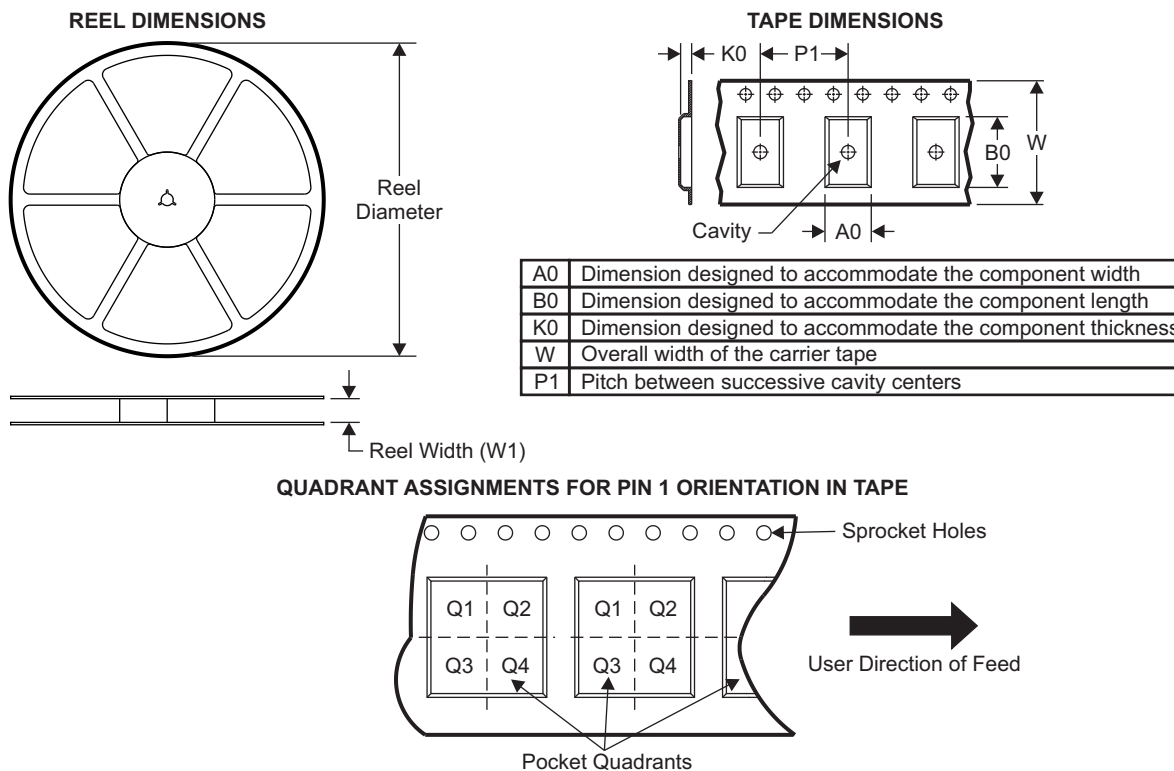 REEL DIMENSIONS
Reel
Diameter
Reel Width (W1)
TAPE DIMENSIONS
K0
P1
W
B0
Cavity
A0
A0 Dimension designed to accommodate the component width
B0 Dimension designed to accommodate the component length
K0 Dimension designed to accommodate the component thickness
W Overall width of the carrier tape
P1 Pitch between successive cavity centers
QUADRANT ASSIGNMENTS FOR PIN 1 ORIENTATION IN TAPE
Sprocket Holes
Q1 Q2 Q1 Q2
Q3 Q4 Q3 Q4
User Direction of Feed
Pocket Quadrants